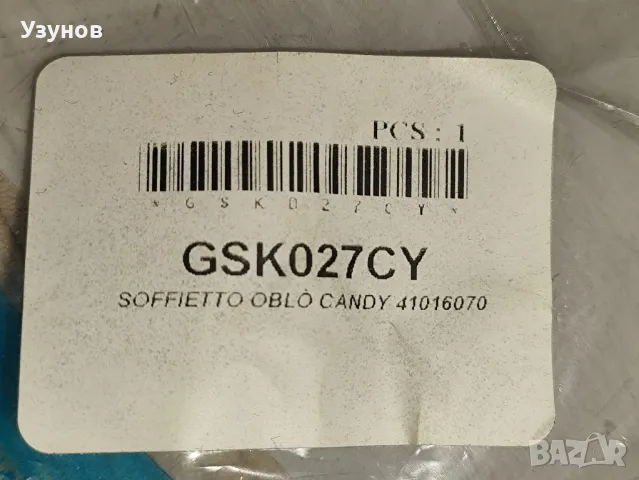 Узунов
PCS : 1
*GSK027CY*
GSK027CY
SOFFIETTO OBLÒ CANDY 41016070
BAZAR